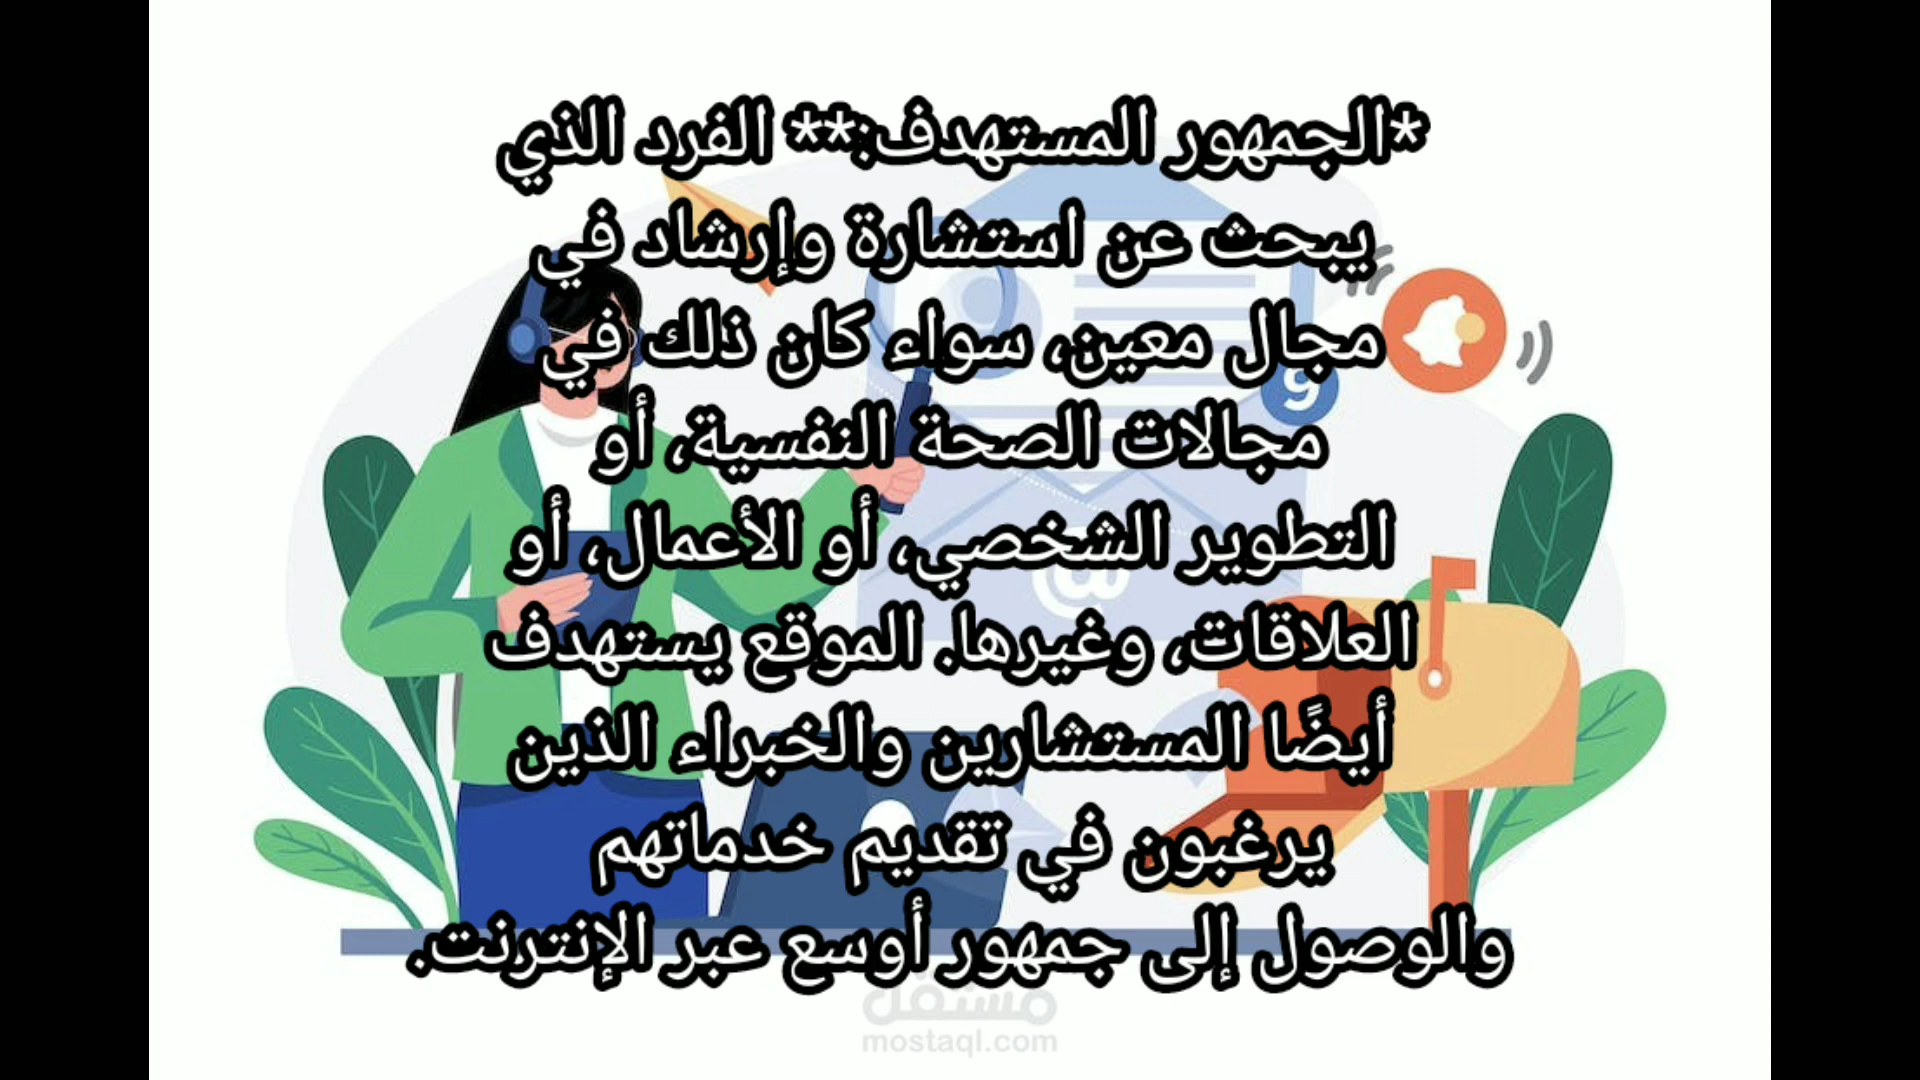 *الجمهور المستهدف:** الفرد الذي
يبحث عن استشارة وإرشاد في
مجال معين، سواء كان ذلك في
9
مجالات الصحة النفسية، أو
التطوير الشخصي، أو الأعمال، أو
@
العلاقات، وغيرها. الموقع يستهدف
أيضًا المستشارين والخبراء الذين
يرغبون في تقديم خدماتهم
والوصول إلى جمهور أوسع عبر الإنترنت.
مستقل
mostaql.com